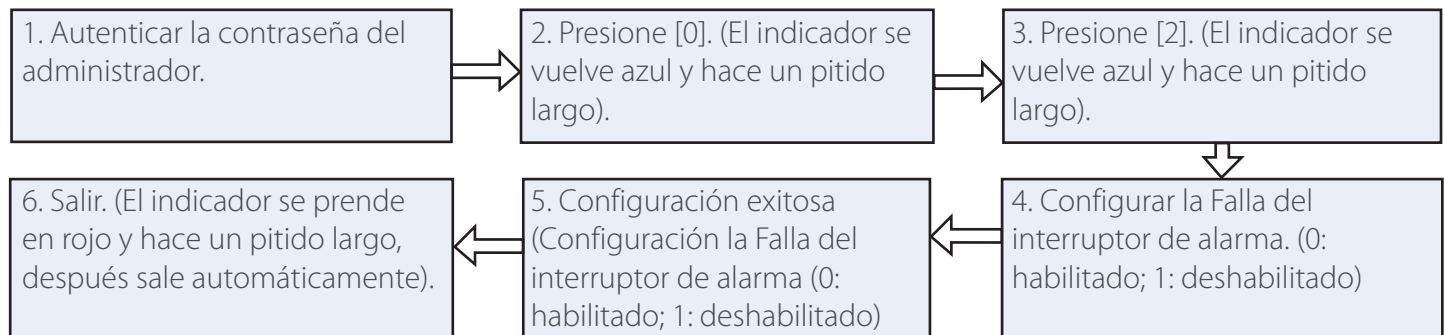 1. Autenticar la contraseña del
administrador.
2. Presione [0]. (El indicador se
vuelve azul y hace un pitido
largo).
3. Presione [2]. (El indicador se
vuelve azul y hace un pitido
largo).
4. Configurar la Falla del
interruptor de alarma. (0:
habilitado; 1: deshabilitado)
5. Configuración exitosa
(Configuración la Falla del
interruptor de alarma (0:
habilitado; 1: deshabilitado)
6. Salir. (El indicador se prende
en rojo y hace un pitido largo,
después sale automáticamente).